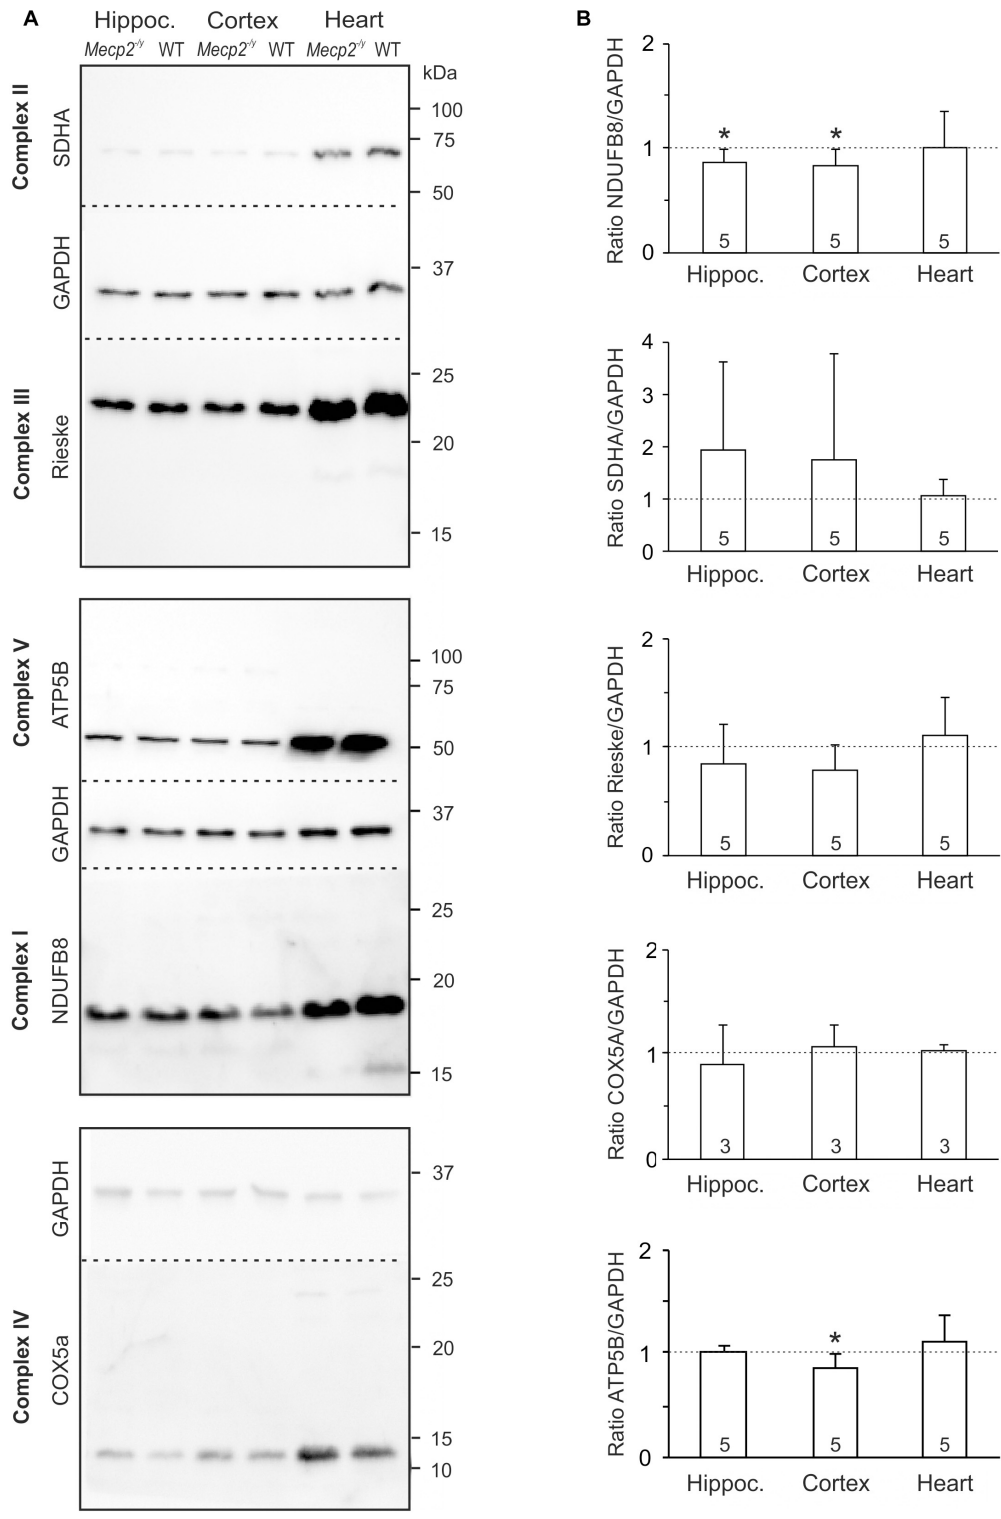 A
Hippoc. Cortex Heart
Mecp2-/y WT Mecp2-/y WT Mecp2-/y WT
kDa
Complex II
SDHA
100
75
50
GAPDH
37
Complex III
Rieske
25
20
15
Complex V
ATP5B
100
75
50
GAPDH
37
Complex I
NDUFB8
25
20
15
GAPDH
37
Complex IV
COX5a
25
20
15
10
B
Ratio NDUFB8/GAPDH
2
1
0
* *
5 5 5
Hippoc. Cortex Heart
Ratio SDHA/GAPDH
4
3
2
1
0
5 5 5
Hippoc. Cortex Heart
Ratio Rieske/GAPDH
2
1
0
5 5 5
Hippoc. Cortex Heart
Ratio COX5A/GAPDH
2
1
0
3 3 3
Hippoc. Cortex Heart
Ratio ATP5B/GAPDH
2
1
0
*
5 5 5
Hippoc. Cortex Heart